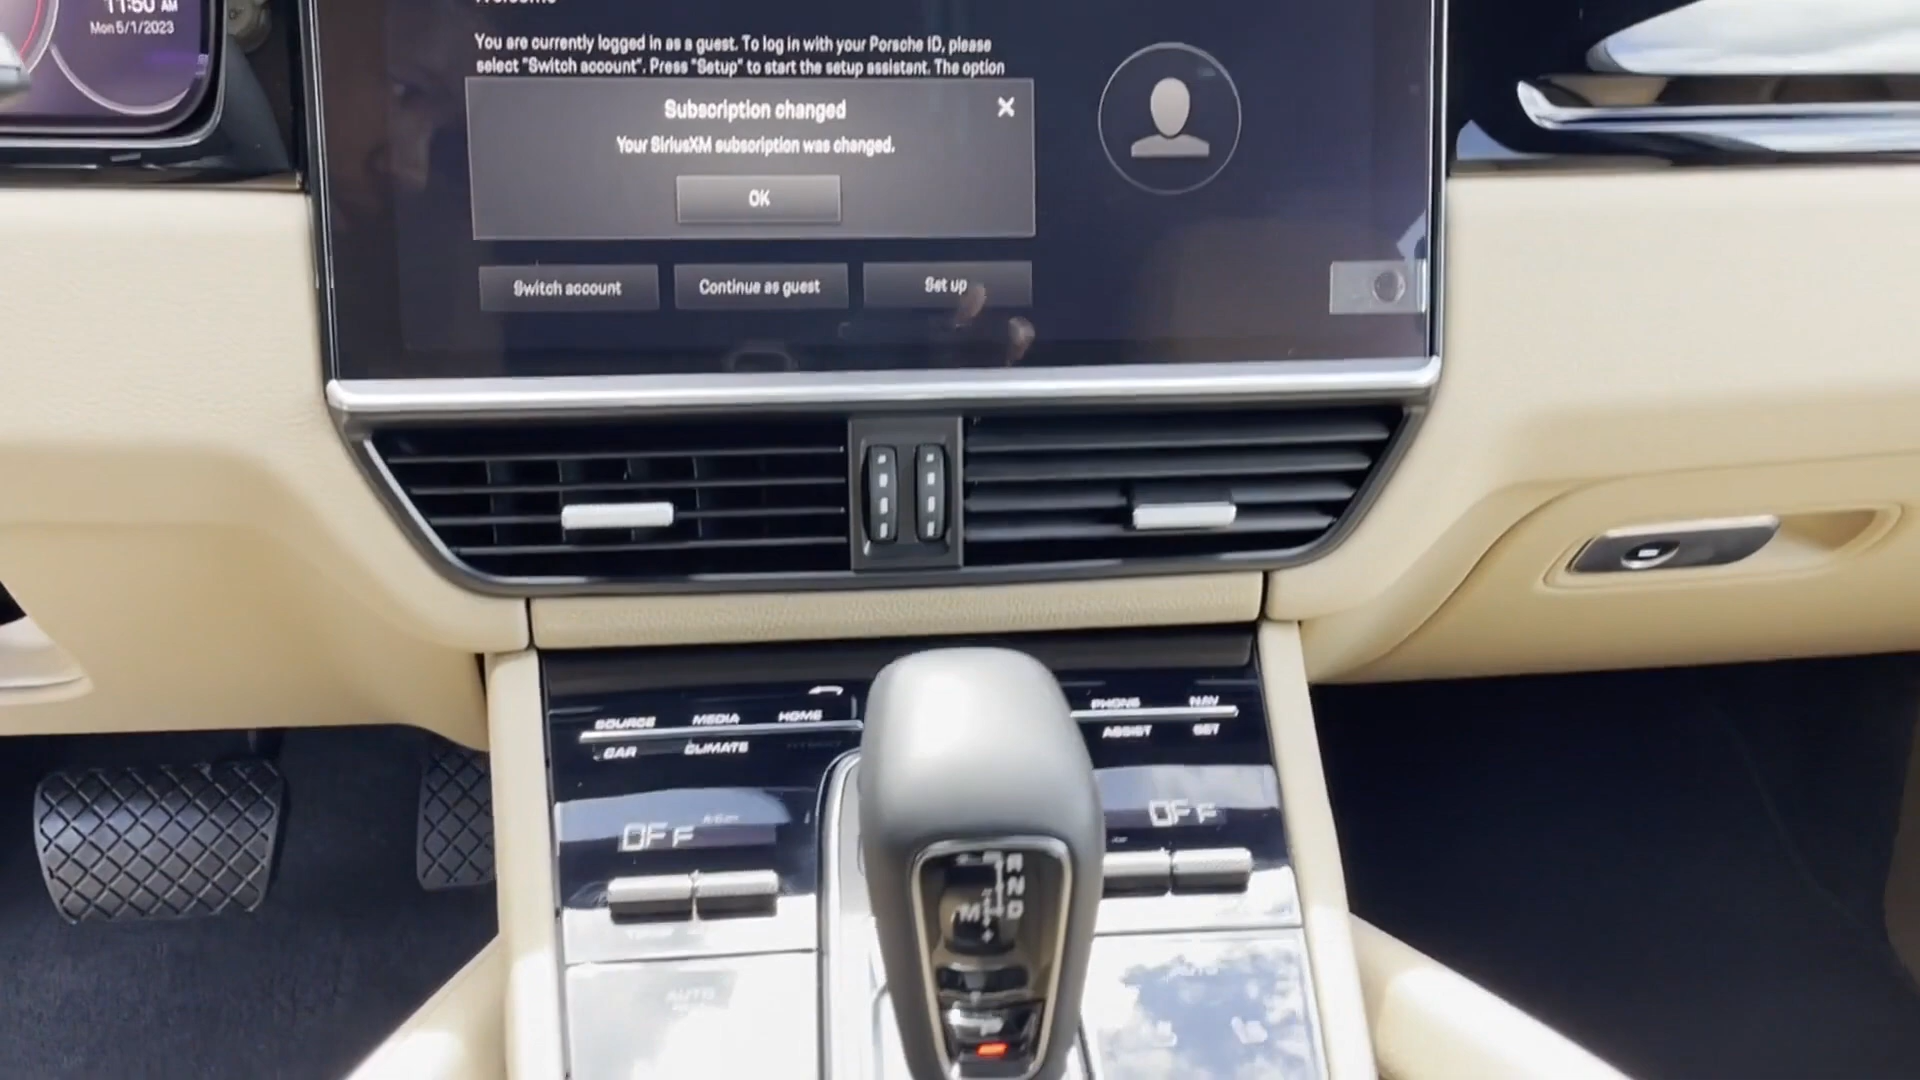 11:50 AM
Mon 5/1/2023
Welcome
You are currently logged in as a guest. To log in with your Porsche ID, please
select "Switch account". Press "Setup" to start the setup assistant. The option
Subscription changed
Your SiriusXM subscription was changed.
OK
Switch account
Continue as guest
Set up
SOURCE
MEDIA
HOME
CAR
CLIMATE
PHONE
NAV
ASSIST
SET
OFF
OFF
R
N
D
M
+
P
AUTO
AUTO